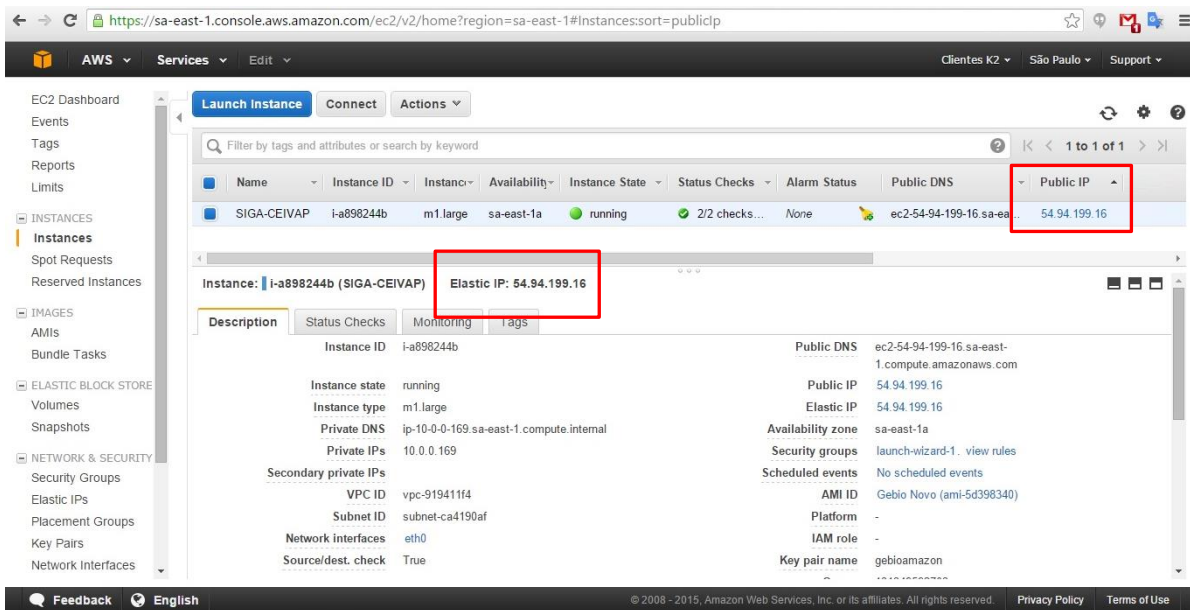 https://sa-east-1.console.aws.amazon.com/ec2/v2/home?region=sa-east-1#Instances:sort=publicIp
AWS Services Edit Clientes K2 São Paulo Support
EC2 Dashboard
Events
Tags
Reports
Limits
INSTANCES
Instances
Spot Requests
Reserved Instances
IMAGES
AMIs
Bundle Tasks
ELASTIC BLOCK STORE
Volumes
Snapshots
NETWORK & SECURITY
Security Groups
Elastic IPs
Placement Groups
Key Pairs
Network Interfaces
Launch Instance Connect Actions
Filter by tags and attributes or search by keyword 1 to 1 of 1
Name Instance ID Instanc Availability Instance State Status Checks Alarm Status Public DNS Public IP
SIGA-CEIVAP i-a898244b m1.large sa-east-1a running 2/2 checks... None ec2-54-94-199-16.sa-ea... 54.94.199.16
Instance: i-a898244b (SIGA-CEIVAP) Elastic IP: 54.94.199.16
Description Status Checks Monitoring Tags
Instance ID i-a898244b Public DNS ec2-54-94-199-16.sa-east-
1.compute.amazonaws.com
Instance state running Public IP 54.94.199.16
Instance type m1.large Elastic IP 54.94.199.16
Private DNS ip-10-0-0-169.sa-east-1.compute.internal Availability zone sa-east-1a
Private IPs 10.0.0.169 Security groups launch-wizard-1. view rules
Secondary private IPs Scheduled events No scheduled events
VPC ID vpc-919411f4 AMI ID Gebio Novo (ami-5d398340)
Subnet ID subnet-ca4190af Platform -
Network interfaces eth0 IAM role -
Source/dest. check True Key pair name gebioamazon
Feedback English © 2008 - 2015, Amazon Web Services, Inc. or its affiliates. All rights reserved. Privacy Policy Terms of Use